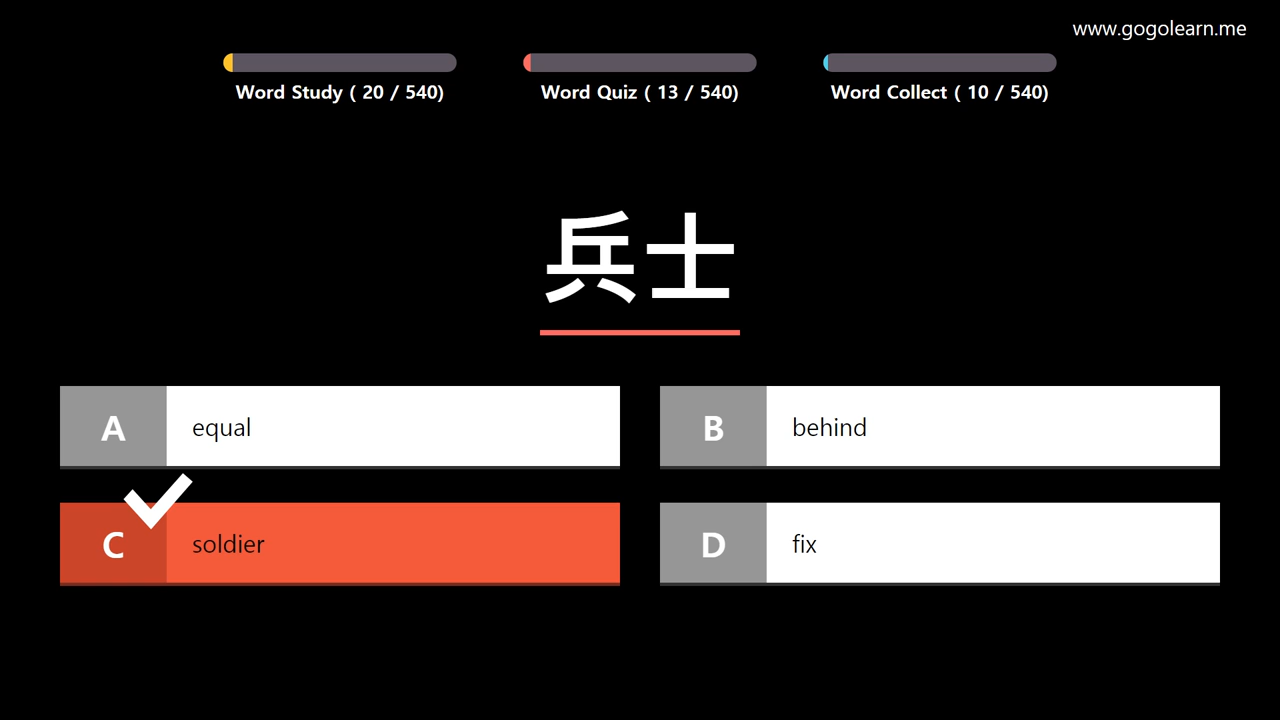 www.gogolearn.me
Word Study ( 20 / 540)
Word Quiz ( 13 / 540)
Word Collect ( 10 / 540)
兵士
A equal
B behind
C soldier
D fix